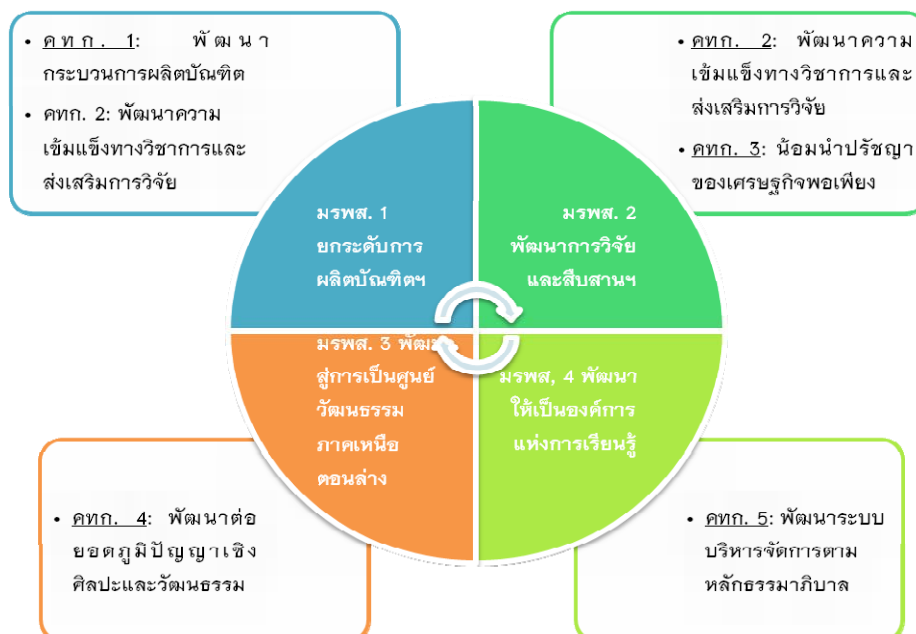 • คทก. 1: พัฒนา
กระบวนการผลิตบัณฑิต
• คทก. 2: พัฒนาความ
เข้มแข็งทางวิชาการและ
ส่งเสริมการวิจัย
• คทก. 2: พัฒนาความ
เข้มแข็งทางวิชาการและ
ส่งเสริมการวิจัย
• คทก. 3: น้อมนำปรัชญา
ของเศรษฐกิจพอเพียง
มรพส. 1
ยกระดับการ
ผลิตบัณฑิตฯ
มรพส. 2
พัฒนาการวิจัย
และสืบสานฯ
มรพส. 3 พัฒน
สู่การเป็นศูนย์
วัฒนธรรม
ภาคเหนือ
ตอนล่าง
มรพส, 4 พัฒนา
ให้เป็นองค์การ
แห่งการเรียนรู้
• คทก. 4: พัฒนาต่อ
ยอดภูมิปัญญาเชิง
ศิลปะและวัฒนธรรม
• คทก. 5: พัฒนาระบบ
บริหารจัดการตาม
หลักธรรมาภิบาล